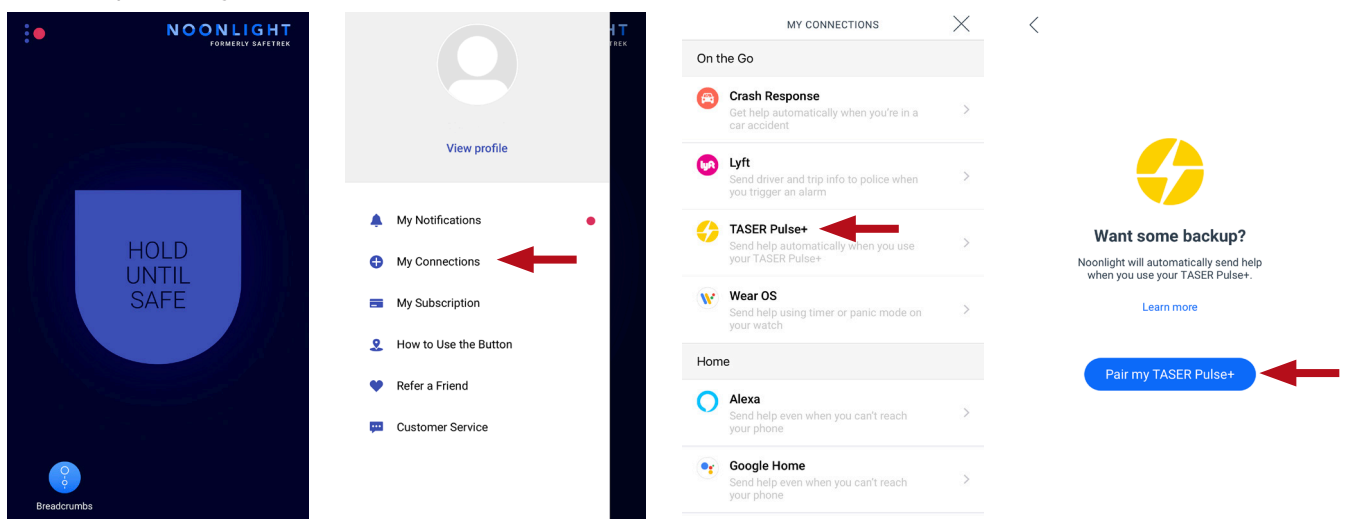 NOONLIGHT
FORMERLY SAFETREK
HOLD
UNTIL
SAFE
Breadcrumbs
HT
TREK
View profile
My Notifications
My Connections
My Subscription
How to Use the Button
Refer a Friend
Customer Service
MY CONNECTIONS
On the Go
Crash Response
Get help automatically when you're in a
car accident
lyft
Lyft
Send driver and trip info to police when
you trigger an alarm
TASER Pulse+
Send help automatically when you use
your TASER Pulse+
Wear OS
Send help using timer or panic mode on
your watch
Home
Alexa
Send help even when you can't reach
your phone
Google Home
Send help even when you can't reach
your phone
Want some backup?
Noonlight will automatically send help
when you use your TASER Pulse+.
Learn more
Pair my TASER Pulse+